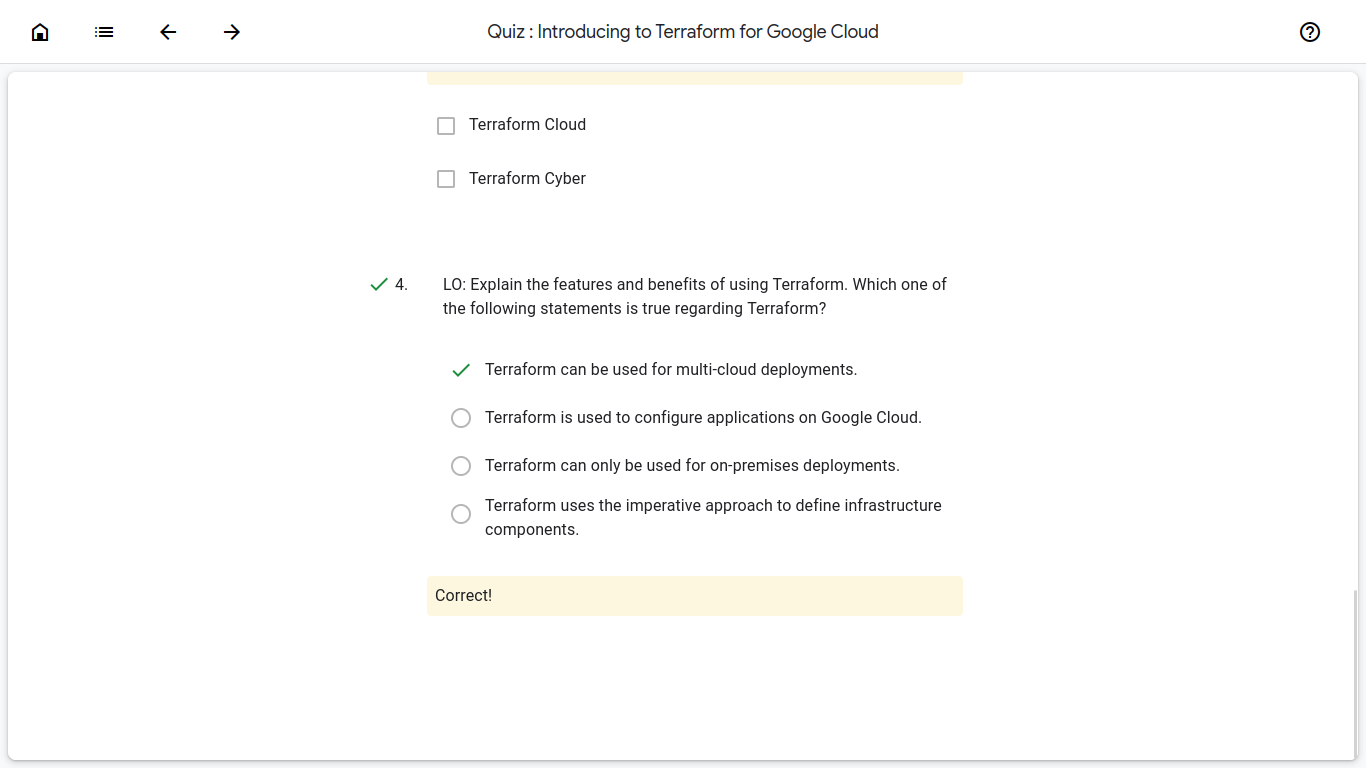 Quiz : Introducing to Terraform for Google Cloud
Terraform Cloud
Terraform Cyber
4.
LO: Explain the features and benefits of using Terraform. Which one of
the following statements is true regarding Terraform?
Terraform can be used for multi-cloud deployments.
Terraform is used to configure applications on Google Cloud.
Terraform can only be used for on-premises deployments.
Terraform uses the imperative approach to define infrastructure
components.
Correct!